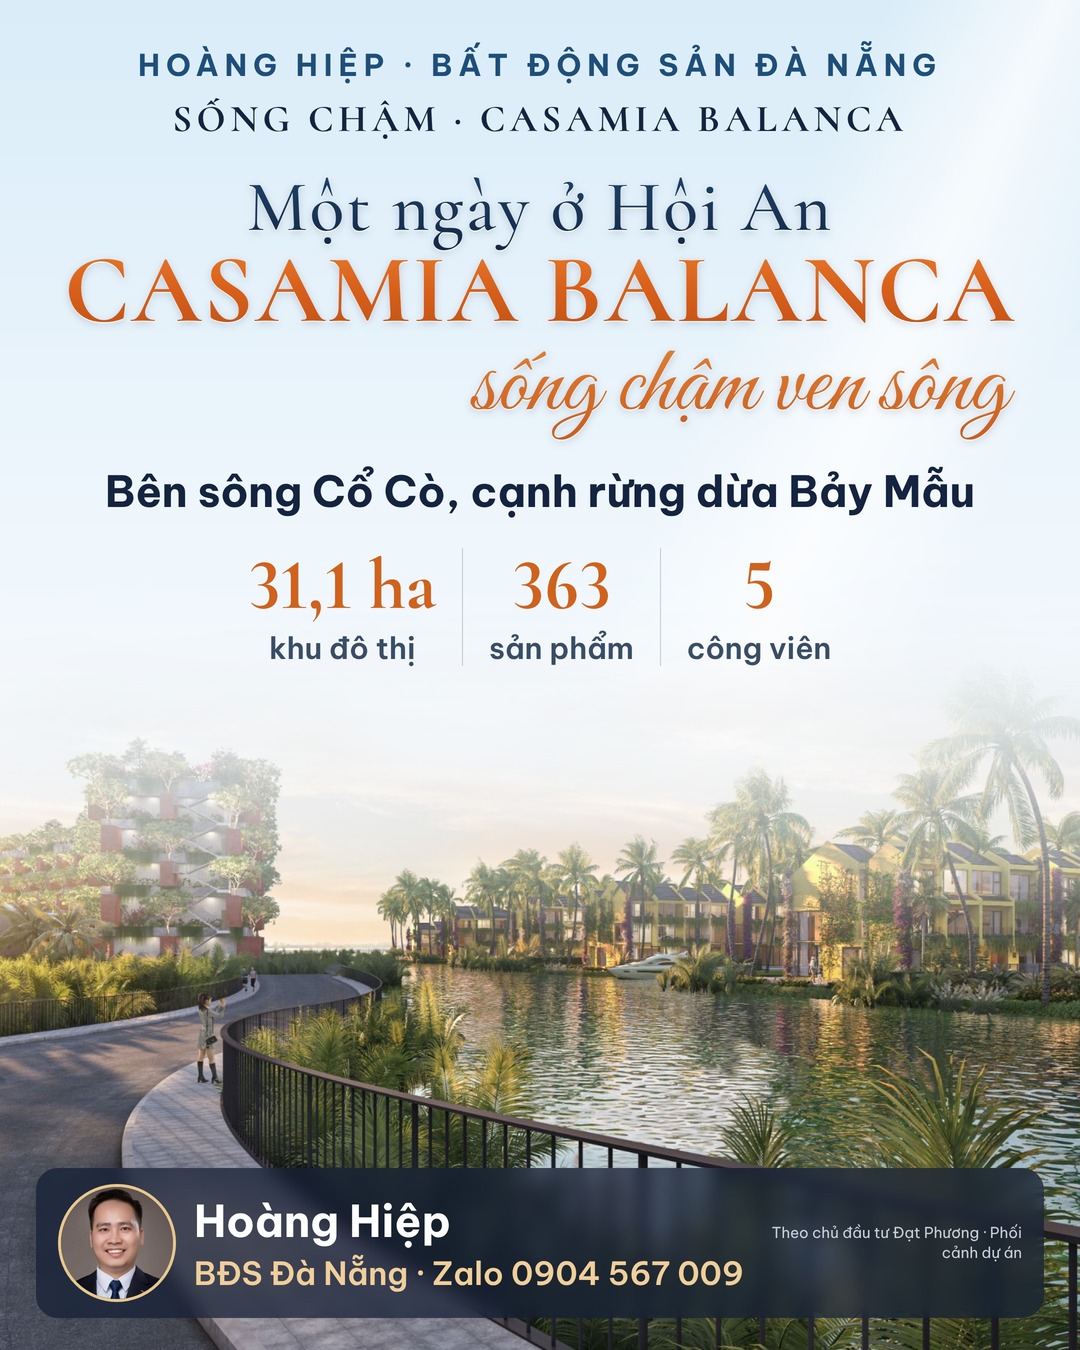 HOÀNG HIỆP · BẤT ĐỘNG SẢN ĐÀ NẴNG
SỐNG CHẬM · CASAMIA BALANCA
Một ngày ở Hội An
CASAMIA BALANCA
sống chậm ven sông
Bên sông Cổ Cò, cạnh rừng dừa Bảy Mẫu
31,1 ha
khu đô thị
363
sản phẩm
5
công viên
Hoàng Hiệp
BĐS Đà Nẵng · Zalo 0904 567 009
Theo chủ đầu tư Đạt Phương · Phối
cảnh dự án